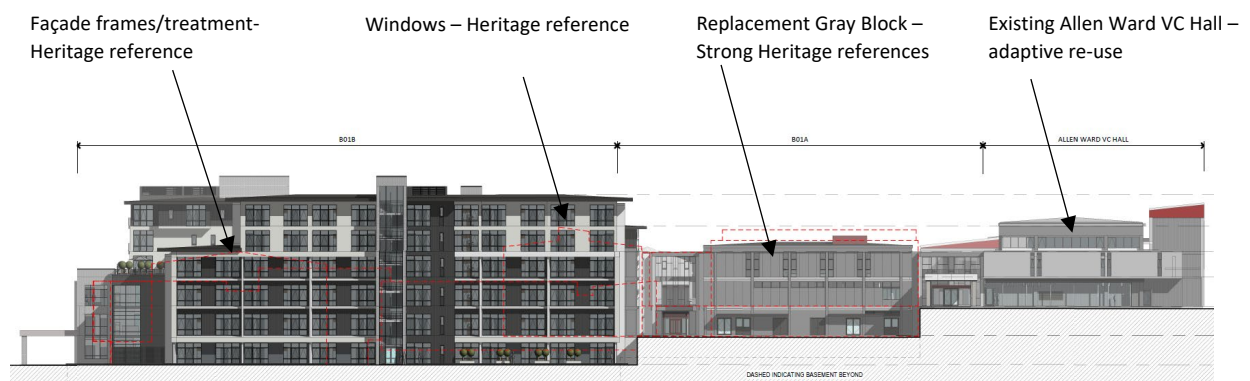 Façade frames/treatment-
Heritage reference
Windows – Heritage reference
Replacement Gray Block –
Strong Heritage references
Existing Allen Ward VC Hall –
adaptive re-use
B01B
B01A
ALLEN WARD VC HALL
DASHED INDICATING BASEMENT BEYOND